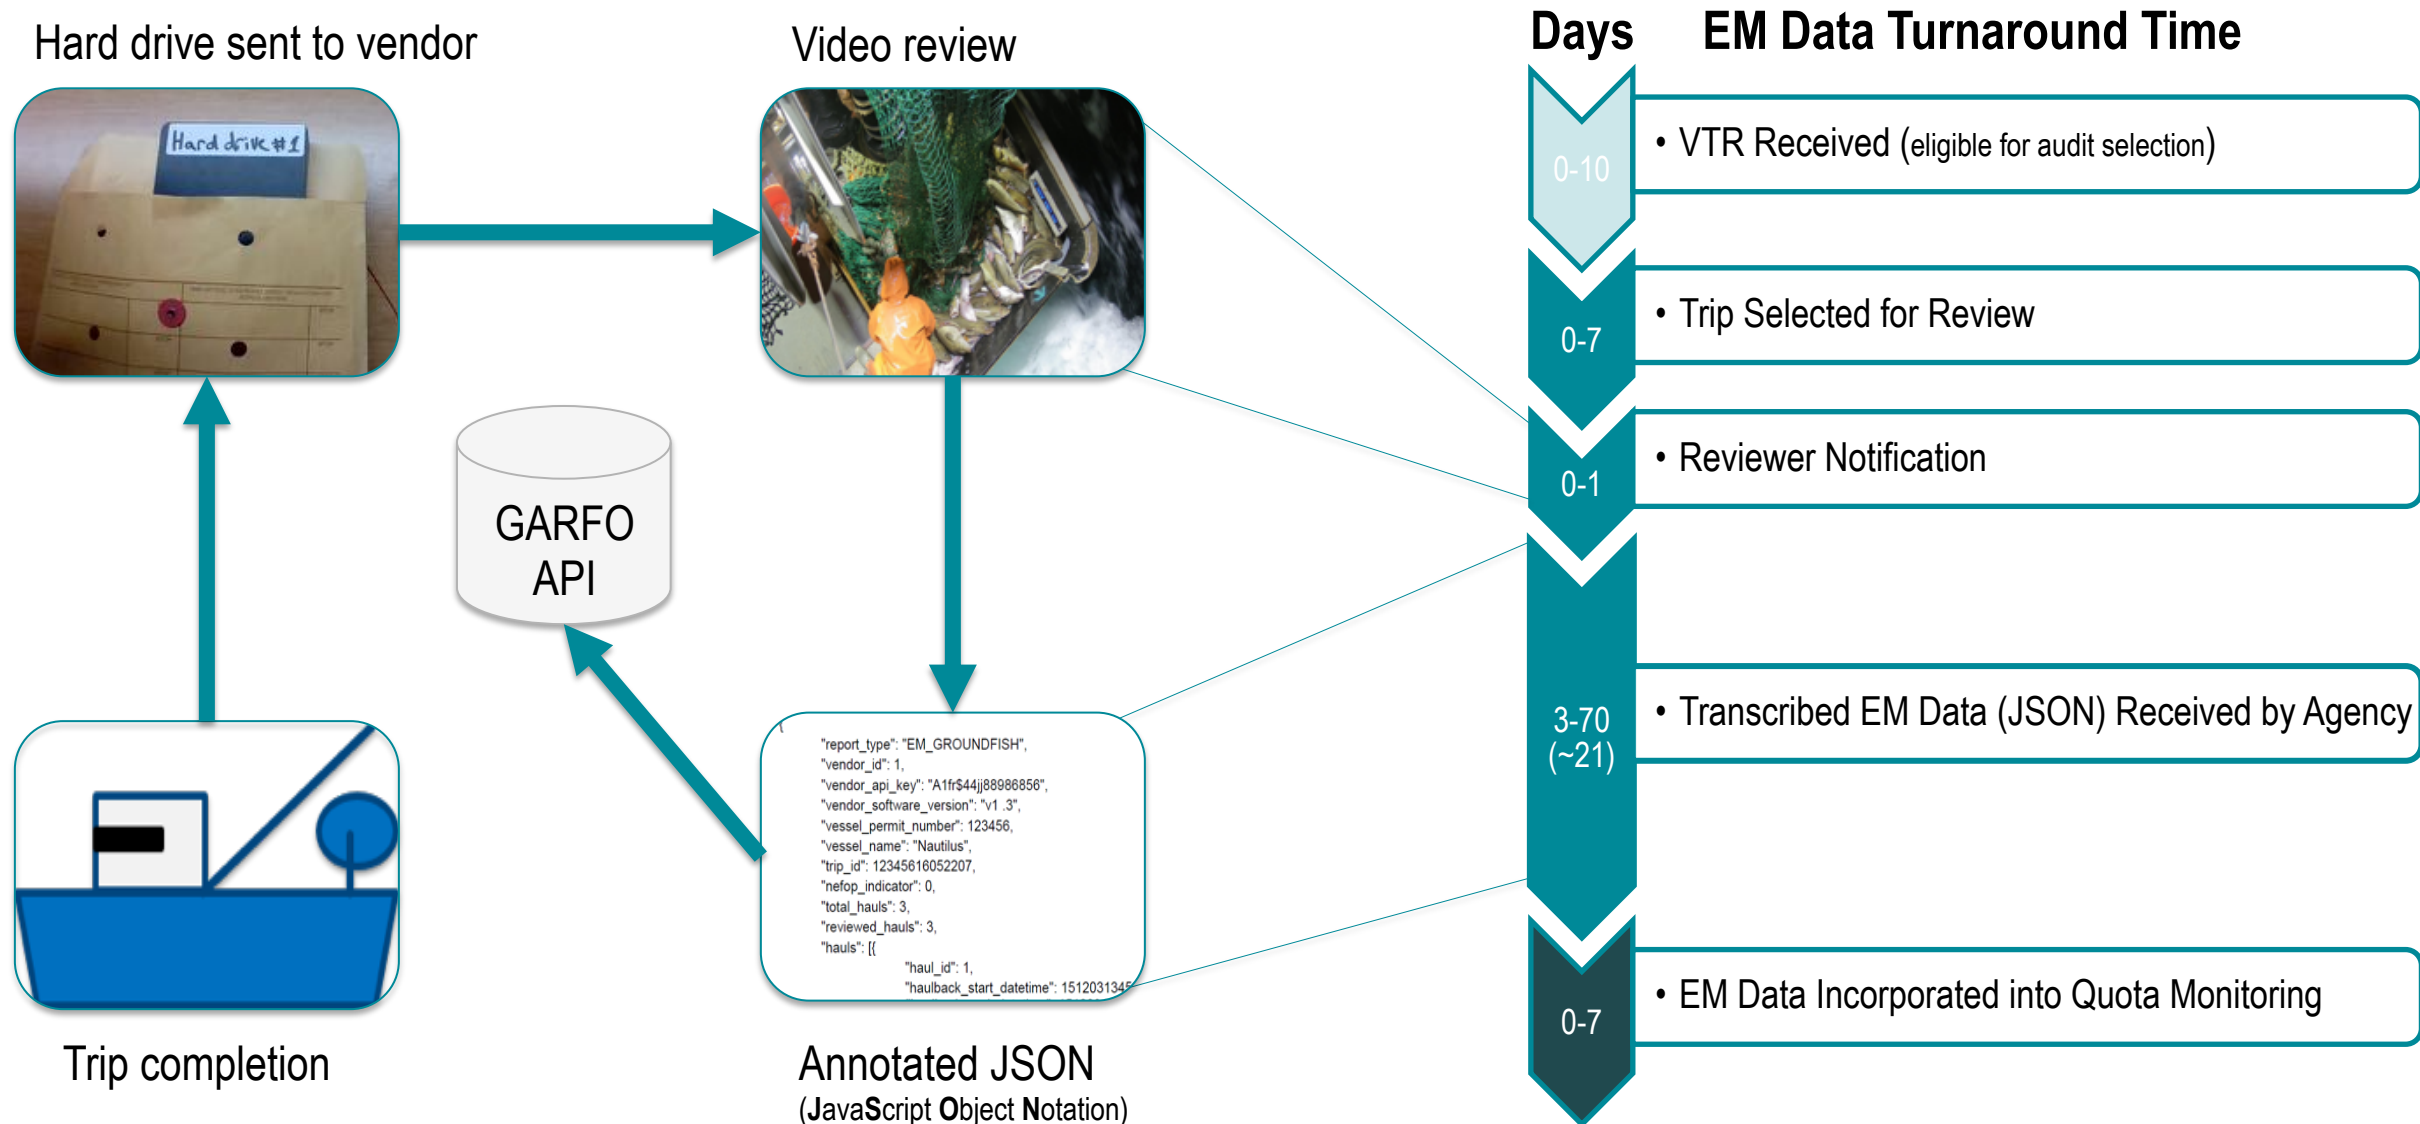 Hard drive sent to vendor
Hard drive #1
Video review
GARFO
API
Trip completion
"report_type": "EM_GROUNDFISH",
"vendor_id": 1,
"vendor_api_key": "A1fr$44jj88986856",
"vendor_software_version": "v1 .3",
"vessel_permit_number": 123456,
"vessel_name": "Nautilus",
"trip_id": 12345616052207,
"nefop_indicator": 0,
"total_hauls": 3,
"reviewed_hauls": 3,
"hauls": [{
"haul_id": 1,
"haulback_start_datetime": 1512031345
Annotated JSON
(JavaScript Object Notation)
Days EM Data Turnaround Time
0-10
• VTR Received (eligible for audit selection)
0-7
• Trip Selected for Review
0-1
• Reviewer Notification
3-70
(~21)
• Transcribed EM Data (JSON) Received by Agency
0-7
• EM Data Incorporated into Quota Monitoring